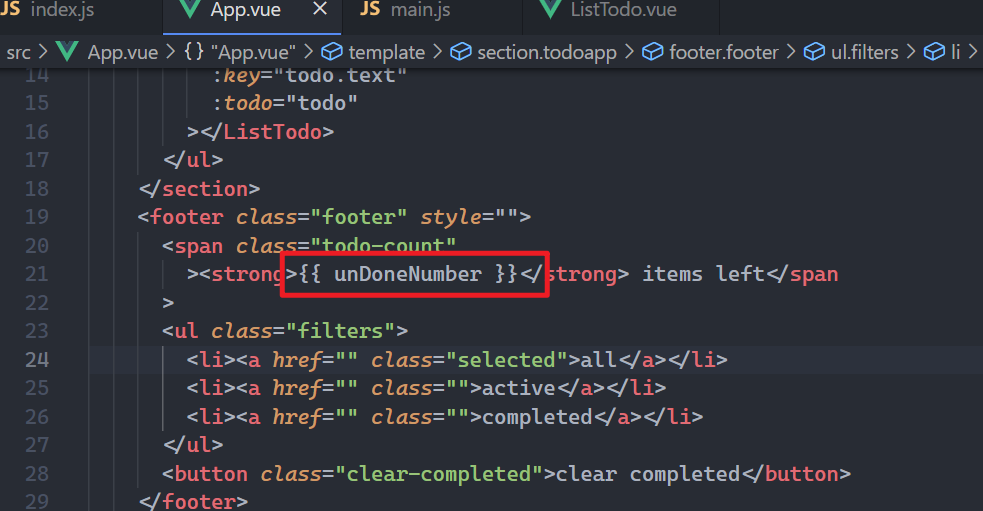 JS index.js App.vue × JS main.js ListTodo.vue
src > App.vue > {} "App.vue" > template > section.todoapp > footer.footer > ul.filters > li >
14 :key="todo.text"
15 :todo="todo"
16 ></ListTodo>
17 </ul>
18 </section>
19 <footer class="footer" style="">
20 <span class="todo-count"
21 ><strong>{{ unDoneNumber }}</strong> items left</span
22 >
23 <ul class="filters">
24 <li><a href="" class="selected">all</a></li>
25 <li><a href="" class="">active</a></li>
26 <li><a href="" class="">completed</a></li>
27 </ul>
28 <button class="clear-completed">clear completed</button>
29 </footer>